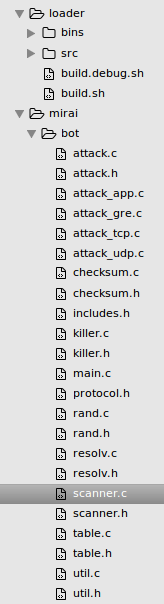 loader
bins
src
build.debug.sh
build.sh
mirai
bot
attack.c
attack.h
attack_app.c
attack_gre.c
attack_tcp.c
attack_udp.c
checksum.c
checksum.h
includes.h
killer.c
killer.h
main.c
protocol.h
rand.c
rand.h
resolv.c
resolv.h
scanner.c
scanner.h
table.c
table.h
util.c
util.h